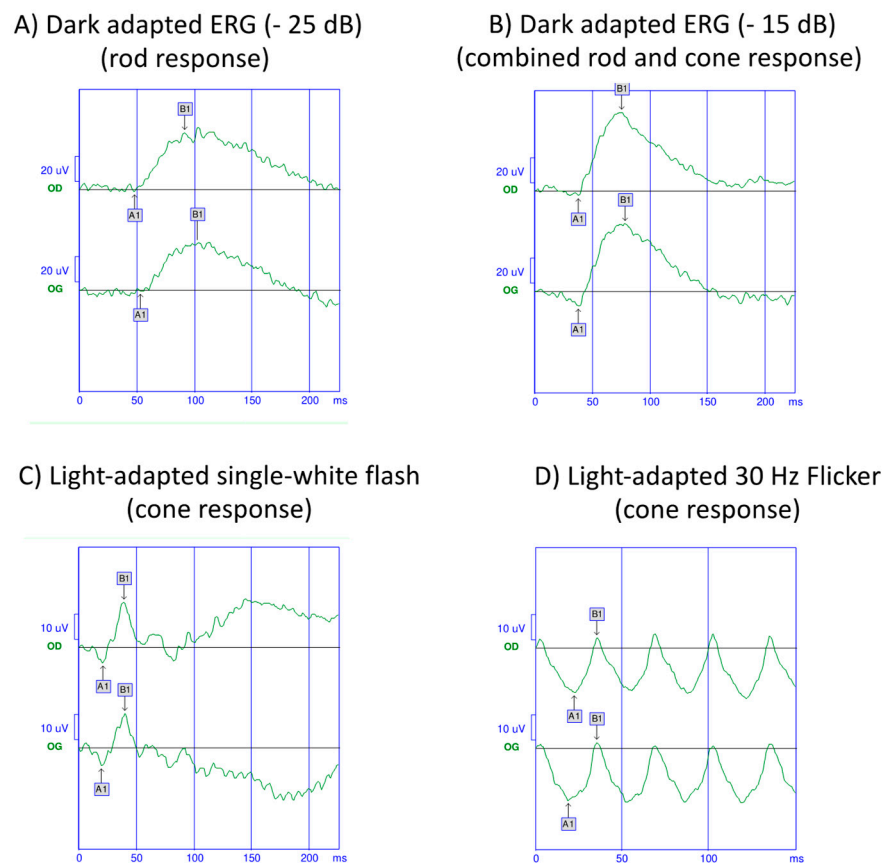 A) Dark adapted ERG (- 25 dB)
(rod response)
B1
20 uV
OD
A1
B1
20 uV
OG
A1
0 50 100 150 200 ms
B) Dark adapted ERG (- 15 dB)
(combined rod and cone response)
B1
20 uV
OD
A1
B1
20 uV
OG
A1
0 50 100 150 200 ms
C) Light-adapted single-white flash
(cone response)
B1
10 uV
OD
A1
B1
10 uV
OG
A1
0 50 100 150 200 ms
D) Light-adapted 30 Hz Flicker
(cone response)
B1
10 uV
OD
A1
B1
10 uV
OG
A1
0 50 100 ms